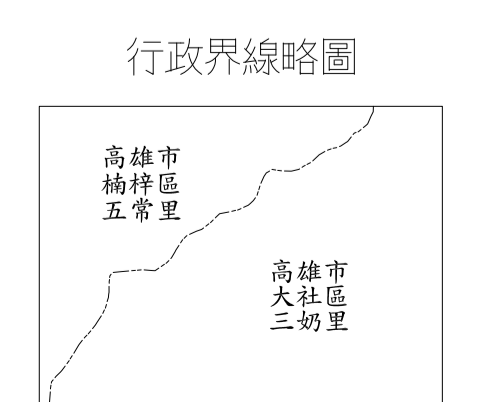 行政界線略圖
高雄市
楠梓區
五常里
高雄市
大社區
三奶里